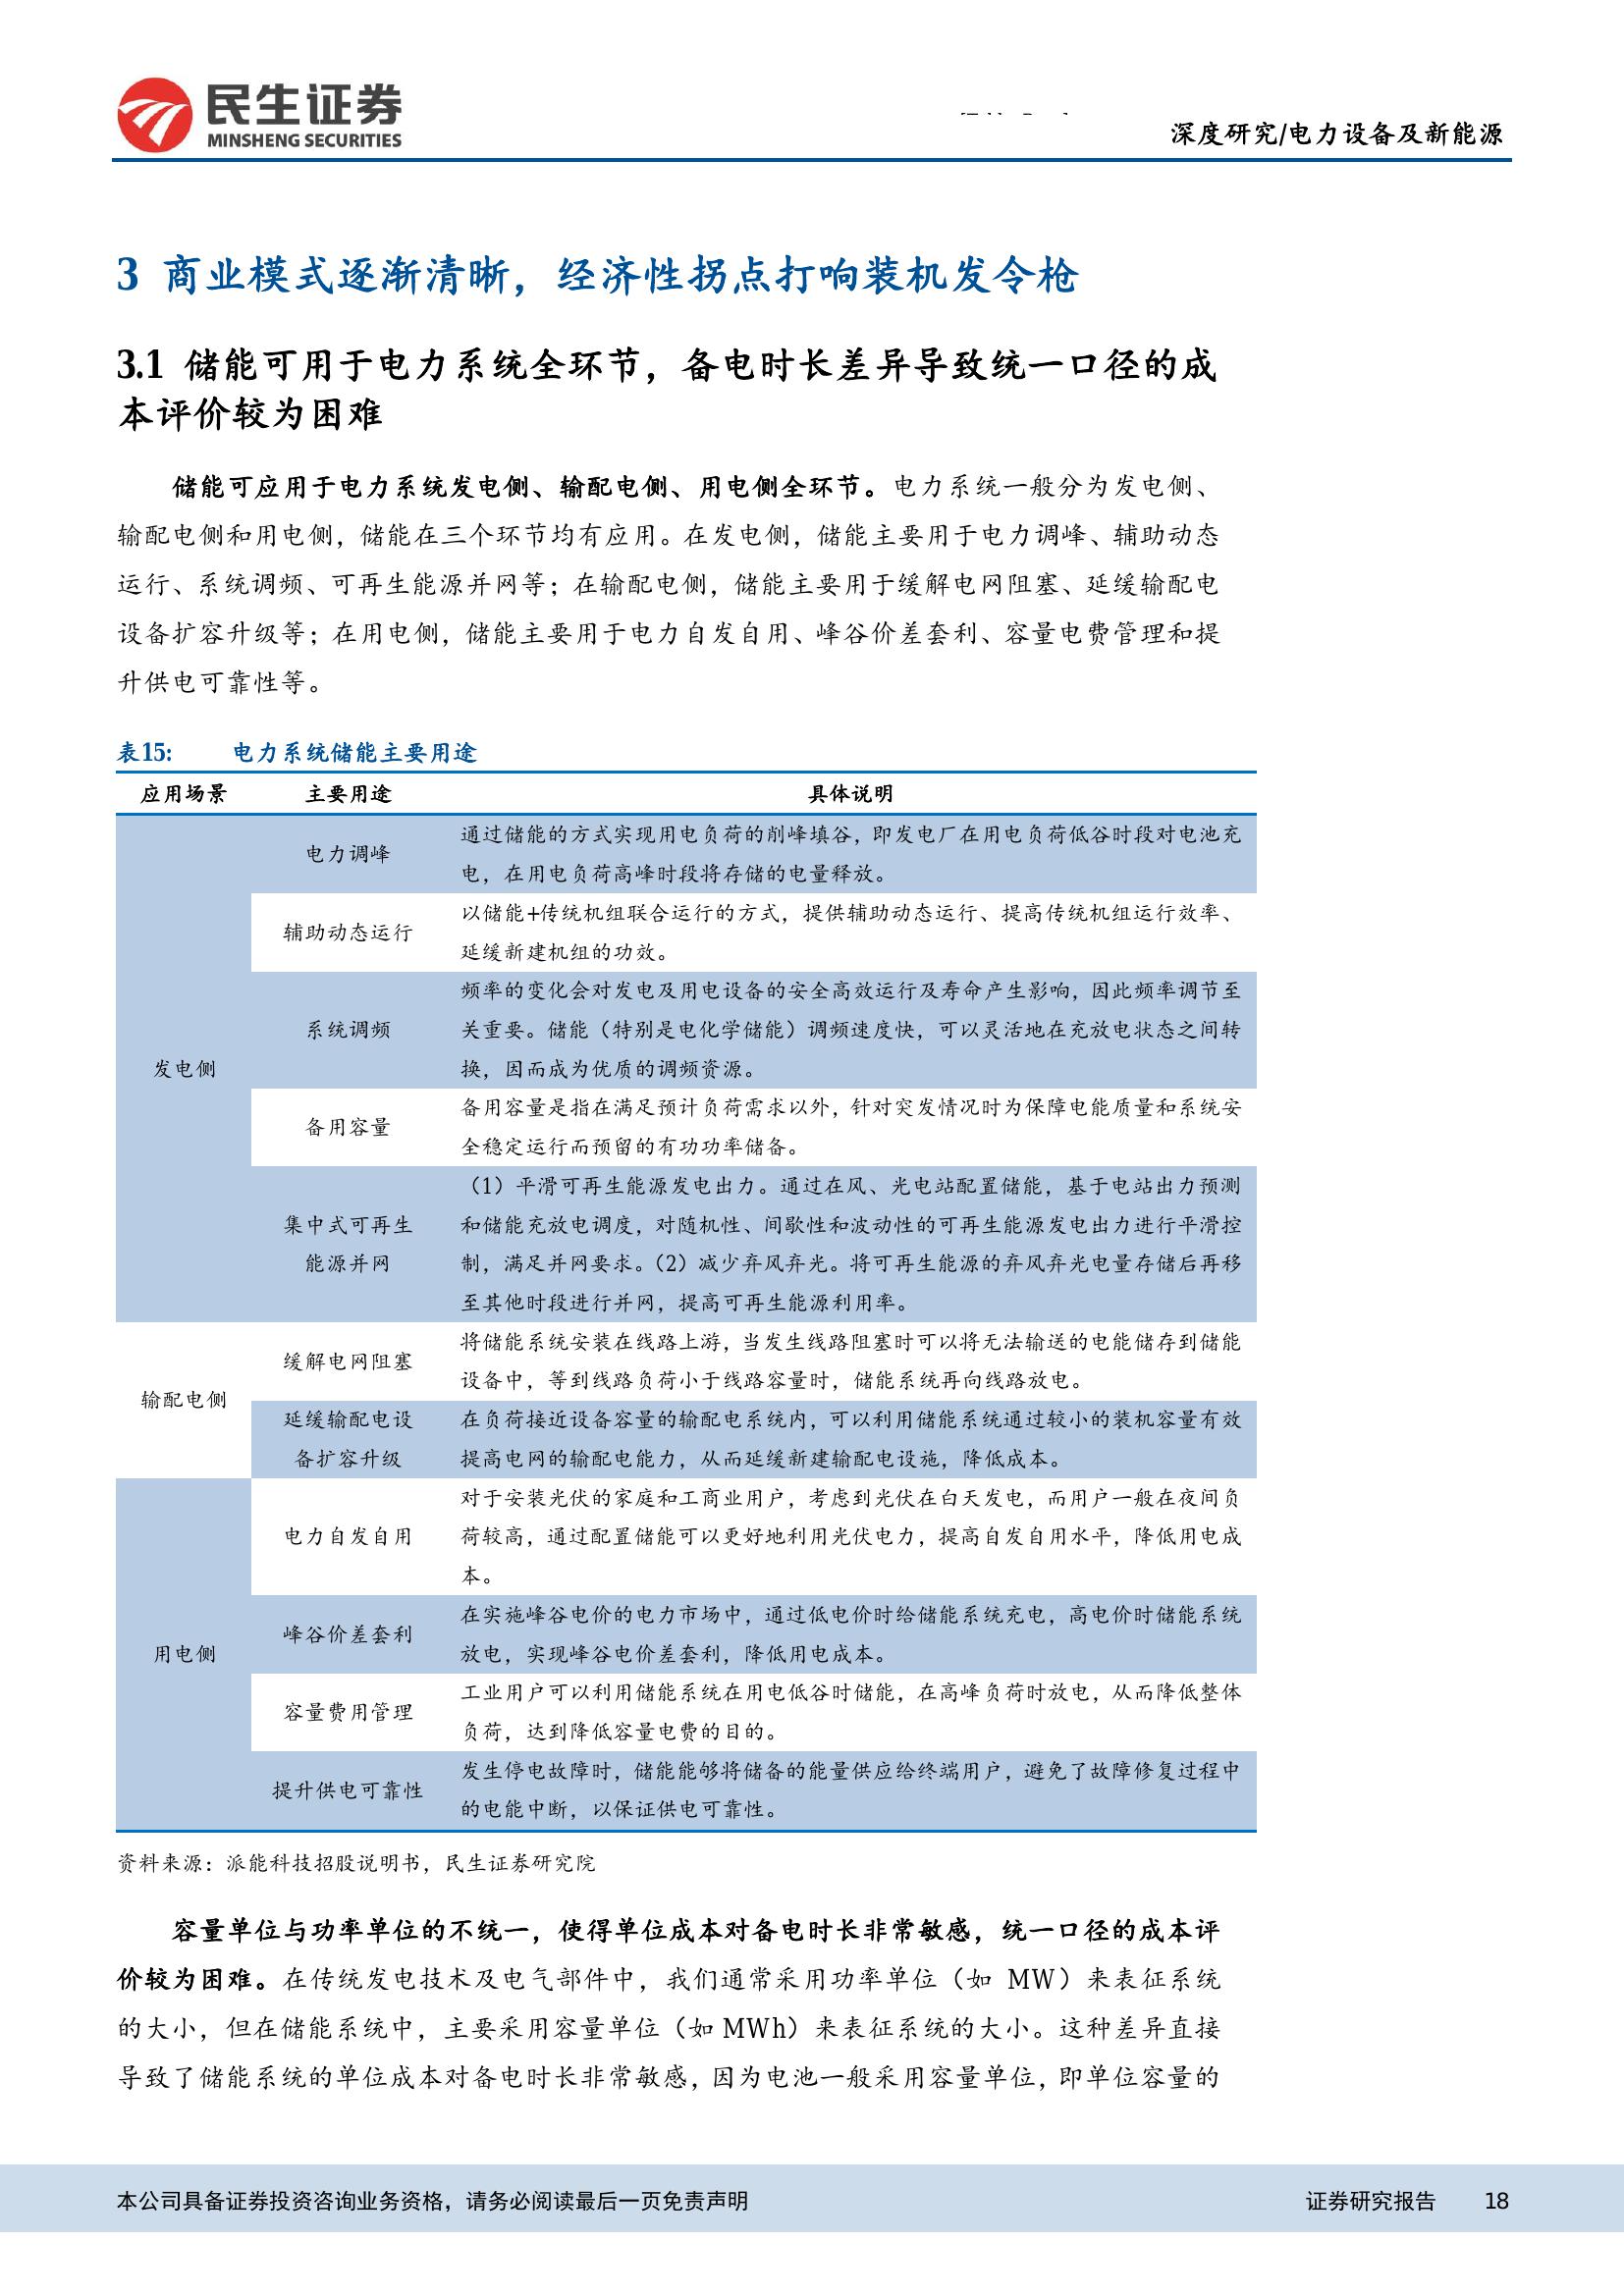 民生证券
MINSHENG SECURITIES
深度研究/电力设备及新能源
3 商业模式逐渐清晰，经济性拐点打响装机发令枪
3.1 储能可用于电力系统全环节，备电时长差异导致统一口径的成
本评价较为困难
储能可应用于电力系统发电侧、输配电侧、用电侧全环节。电力系统一般分为发电侧、
输配电侧和用电侧，储能在三个环节均有应用。在发电侧，储能主要用于电力调峰、辅助动态
运行、系统调频、可再生能源并网等；在输配电侧，储能主要用于缓解电网阻塞、延缓输配电
设备扩容升级等；在用电侧，储能主要用于电力自发自用、峰谷价差套利、容量电费管理和提
升供电可靠性等。
表15: 电力系统储能主要用途
应用场景 主要用途 具体说明
发电侧
电力调峰
通过储能的方式实现用电负荷的削峰填谷，即发电厂在用电负荷低谷时段对电池充
电，在用电负荷高峰时段将存储的电量释放。
辅助动态运行
以储能+传统机组联合运行的方式，提供辅助动态运行、提高传统机组运行效率、
延缓新建机组的功效。
系统调频
频率的变化会对发电及用电设备的安全高效运行及寿命产生影响，因此频率调节至
关重要。储能（特别是电化学储能）调频速度快，可以灵活地在充放电状态之间转
换，因而成为优质的调频资源。
备用容量
备用容量是指在满足预计负荷需求以外，针对突发情况时为保障电能质量和系统安
全稳定运行而预留的有功功率储备。
集中式可再生
能源并网
（1）平滑可再生能源发电出力。通过在风、光电站配置储能，基于电站出力预测
和储能充放电调度，对随机性、间歇性和波动性的可再生能源发电出力进行平滑控
制，满足并网要求。（2）减少弃风弃光。将可再生能源的弃风弃光电量存储后再移
至其他时段进行并网，提高可再生能源利用率。
输配电侧
缓解电网阻塞
将储能系统安装在线路上游，当发生线路阻塞时可以将无法输送的电能储存到储能
设备中，等到线路负荷小于线路容量时，储能系统再向线路放电。
延缓输配电设
备扩容升级
在负荷接近设备容量的输配电系统内，可以利用储能系统通过较小的装机容量有效
提高电网的输配电能力，从而延缓新建输配电设施，降低成本。
用电侧
电力自发自用
对于安装光伏的家庭和工商业用户，考虑到光伏在白天发电，而用户一般在夜间负
荷较高，通过配置储能可以更好地利用光伏电力，提高自发自用水平，降低用电成
本。
峰谷价差套利
在实施峰谷电价的电力市场中，通过低电价时给储能系统充电，高电价时储能系统
放电，实现峰谷电价差套利，降低用电成本。
容量费用管理
工业用户可以利用储能系统在用电低谷时储能，在高峰负荷时放电，从而降低整体
负荷，达到降低容量电费的目的。
提升供电可靠性
发生停电故障时，储能能够将储备的能量供应给终端用户，避免了故障修复过程中
的电能中断，以保证供电可靠性。
资料来源：派能科技招股说明书，民生证券研究院
容量单位与功率单位的不统一，使得单位成本对备电时长非常敏感，统一口径的成本评
价较为困难。在传统发电技术及电气部件中，我们通常采用功率单位（如 MW）来表征系统
的大小，但在储能系统中，主要采用容量单位（如 MWh）来表征系统的大小。这种差异直接
导致了储能系统的单位成本对备电时长非常敏感，因为电池一般采用容量单位，即单位容量的
本公司具备证券投资咨询业务资格，请务必阅读最后一页免责声明 证券研究报告 18